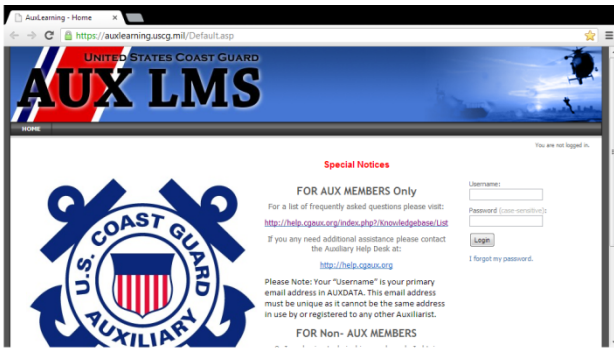 AuxLearning - Home
https://auxlearning.uscg.mil/Default.asp
UNITED STATES COAST GUARD
AUX LMS
HOME
You are not logged in.
Special Notices
FOR AUX MEMBERS Only
For a list of frequently asked questions please visit:
http://help.cgaux.org/index.php?/Knowledgebase/List
If you any need additional assistance please contact
the Auxiliary Help Desk at:
http://help.cgaux.org
Please Note: Your “Username” is your primary
email address in AUXDATA. This email address
must be unique as it cannot be the same address
in use by or registered to any other Auxiliarist.
FOR Non- AUX MEMBERS
Username:
Password (case-sensitive):
Login
I forgot my password.
U.S. COAST GUARD
AUXILIARY